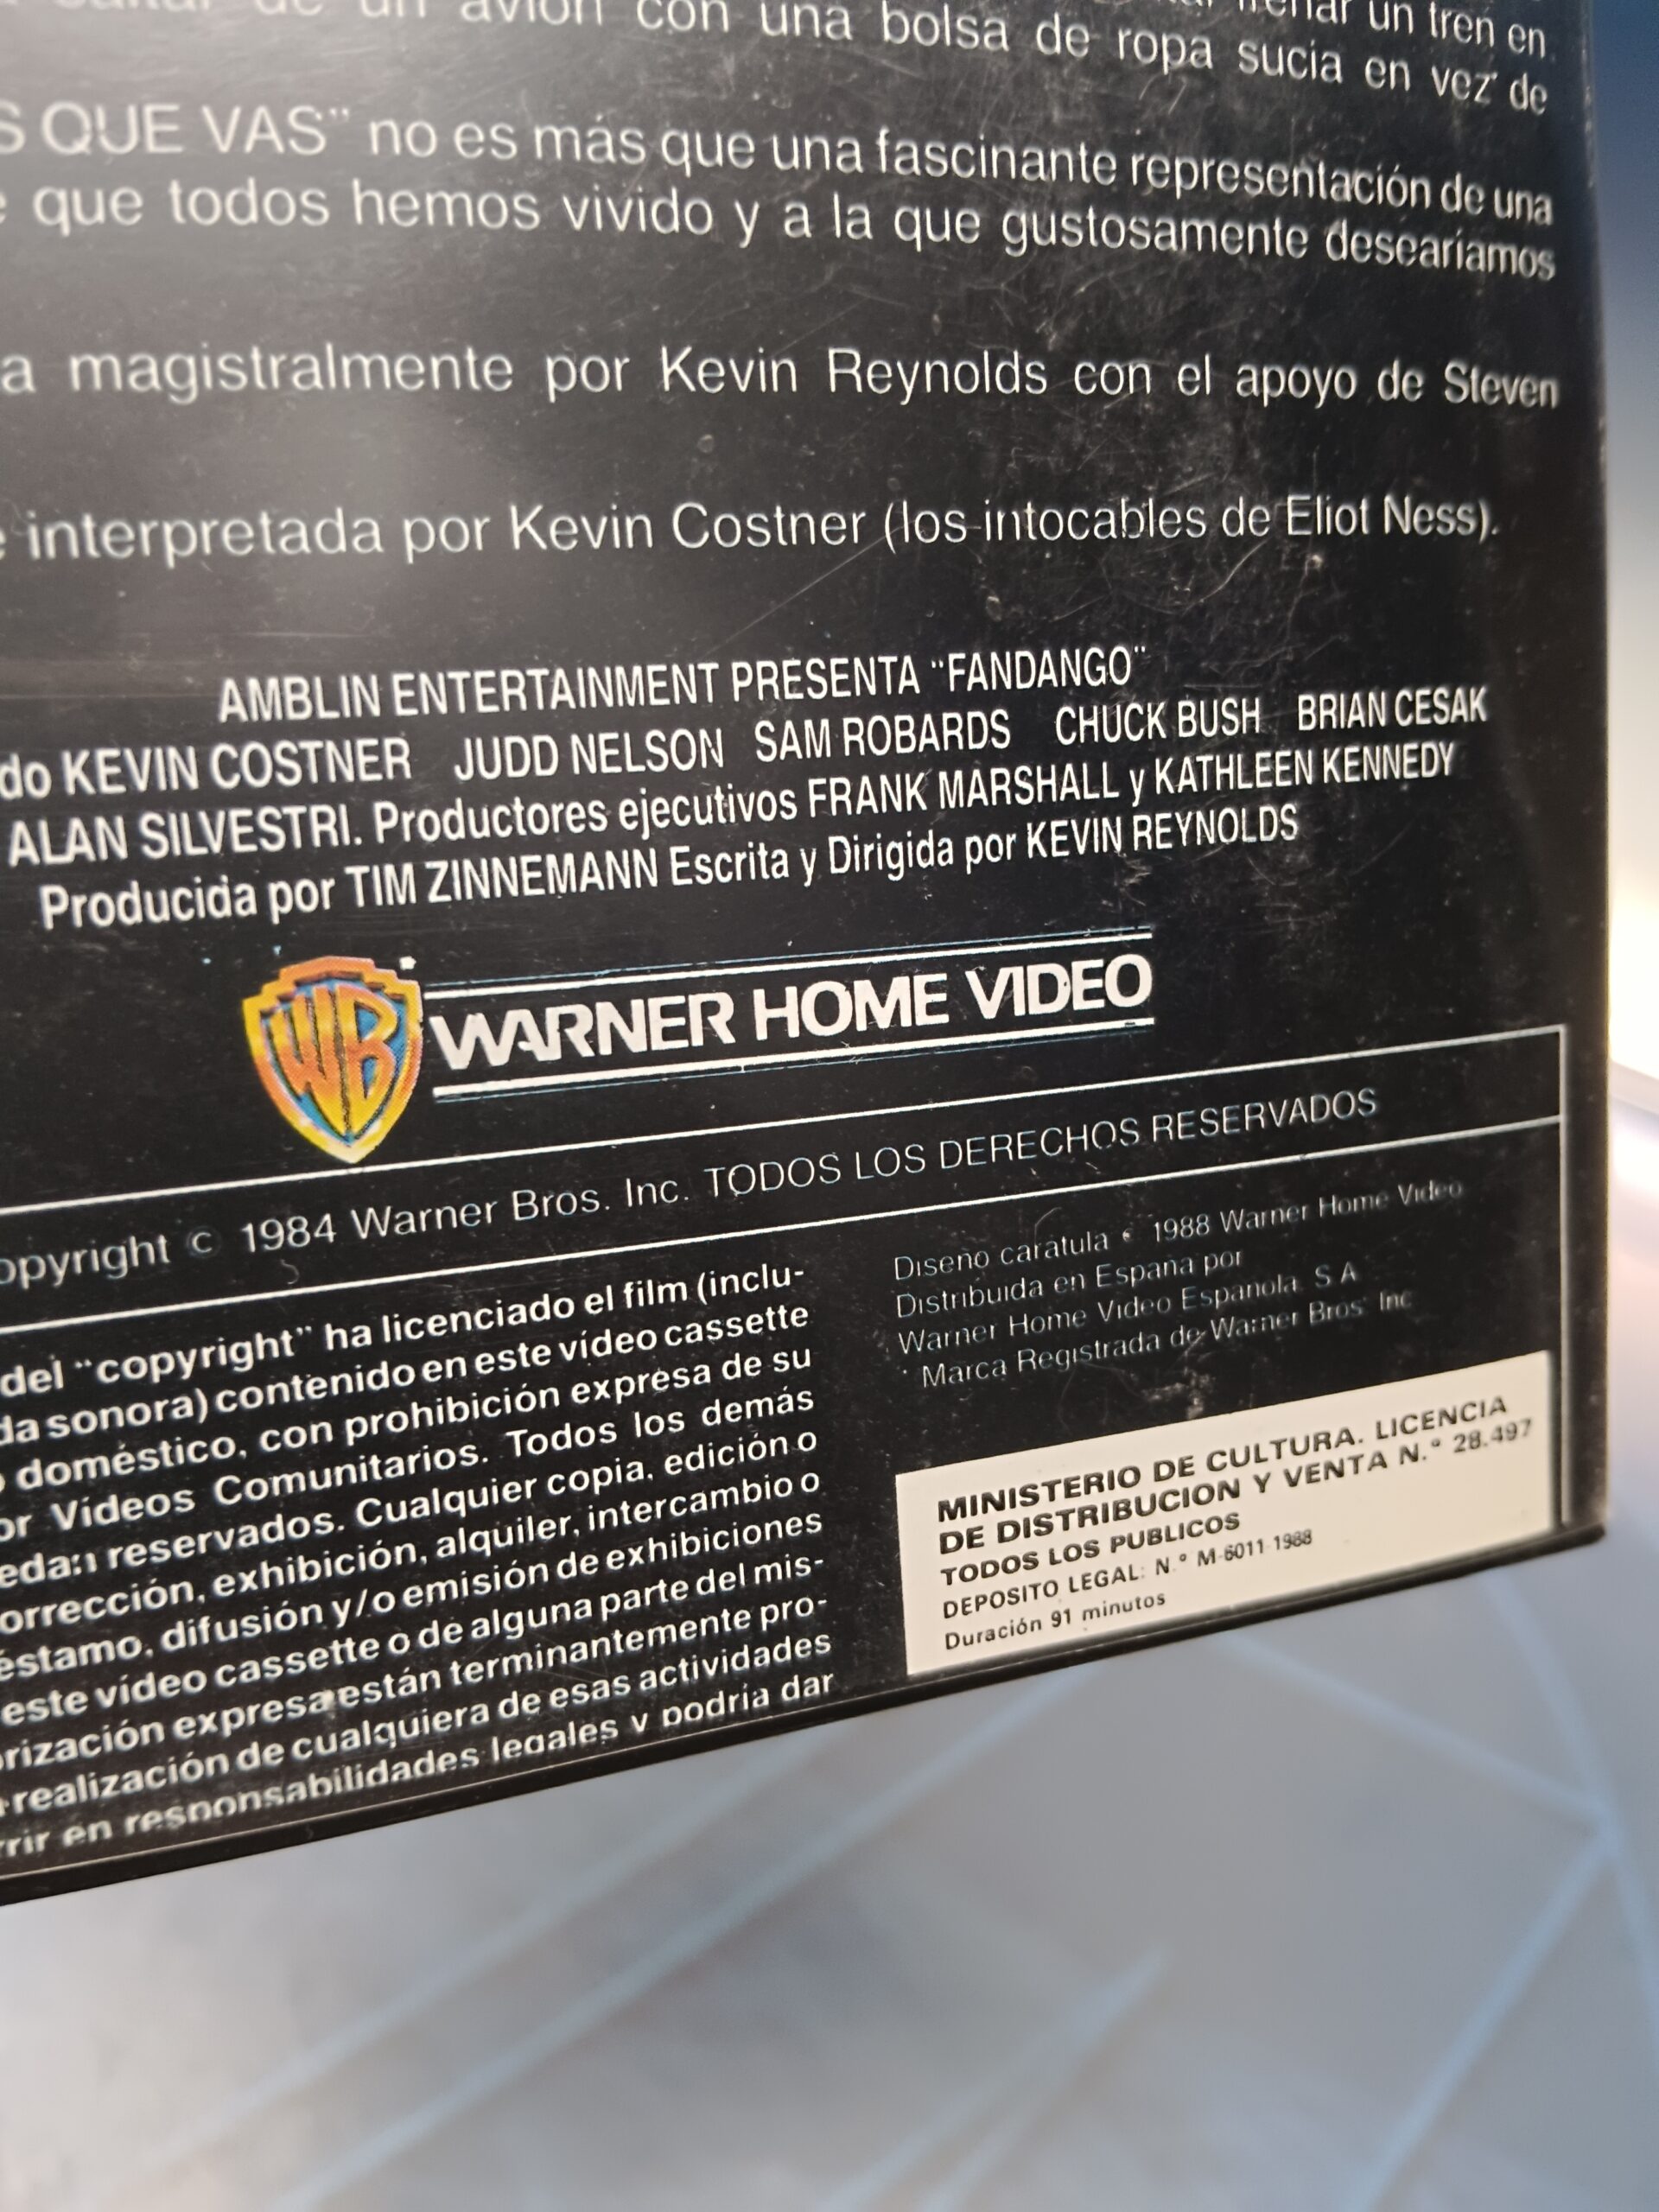 de un avión con una bolsa de ropa sucia en vez de
un tren en
S QUE VAS" no es más que una fascinante representación de una
que todos hemos vivido y a la que gustosamente desearíamos
a magistralmente por Kevin Reynolds con el apoyo de Steven
interpretada por Kevin Costner (los intocables de Eliot Ness).
AMBLIN ENTERTAINMENT PRESENTA "FANDANGO"
do KEVIN COSTNER JUDD NELSON SAM ROBARDS CHUCK BUSH BRIAN CESAK
ALAN SILVESTRI. Productores ejecutivos FRANK MARSHALL y KATHLEEN KENNEDY
Producida por TIM ZINNEMANN Escrita y Dirigida por KEVIN REYNOLDS
WB WARNER HOME VIDEO
opyright © 1984 Warner Bros. Inc. TODOS LOS DERECHOS RESERVADOS
del "copyright" ha licenciado el film (inclu-
da sonora) contenido en este vídeo cassette
doméstico, con prohibición expresa de su
or Vídeos Comunitarios. Todos los demás
edan reservados. Cualquier copia, edición o
orrección, exhibición, alquiler, intercambio o
éstamo, difusión y/o emisión de exhibiciones
este vídeo cassette o de alguna parte del mis-
rización expresa están terminantemente pro-
realización de cualquiera de esas actividades
rrir en responsabilidades legales y podría dar
Diseño carátula © 1988 Warner Home Video
Distribuida en España por
Warner Home Video Española. S A
* Marca Registrada de Warner Bros Inc
MINISTERIO DE CULTURA. LICENCIA
DE DISTRIBUCION Y VENTA N.° 28.497
TODOS LOS PUBLICOS
DEPOSITO LEGAL: N.° M-6011-1988
Duración 91 minutos